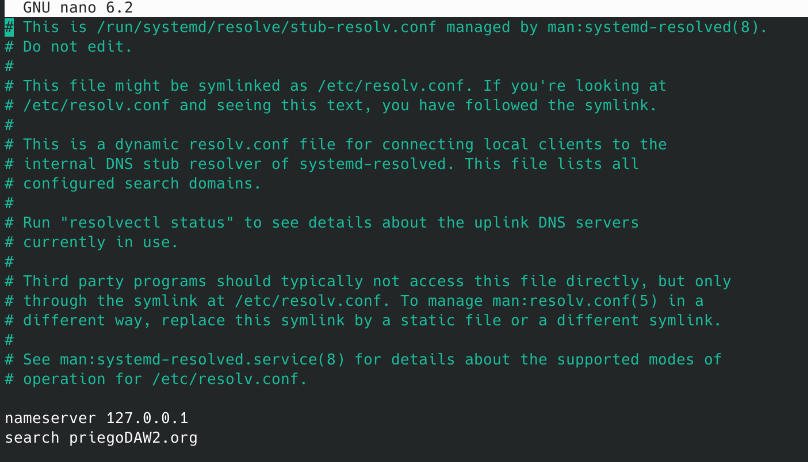 GNU nano 6.2
# This is /run/systemd/resolve/stub-resolv.conf managed by man:systemd-resolved(8).
# Do not edit.
#
# This file might be symlinked as /etc/resolv.conf. If you're looking at
# /etc/resolv.conf and seeing this text, you have followed the symlink.
#
# This is a dynamic resolv.conf file for connecting local clients to the
# internal DNS stub resolver of systemd-resolved. This file lists all
# configured search domains.
#
# Run "resolvectl status" to see details about the uplink DNS servers
# currently in use.
#
# Third party programs should typically not access this file directly, but only
# through the symlink at /etc/resolv.conf. To manage man:resolv.conf(5) in a
# different way, replace this symlink by a static file or a different symlink.
#
# See man:systemd-resolved.service(8) for details about the supported modes of
# operation for /etc/resolv.conf.

nameserver 127.0.0.1
search priegoDAW2.org